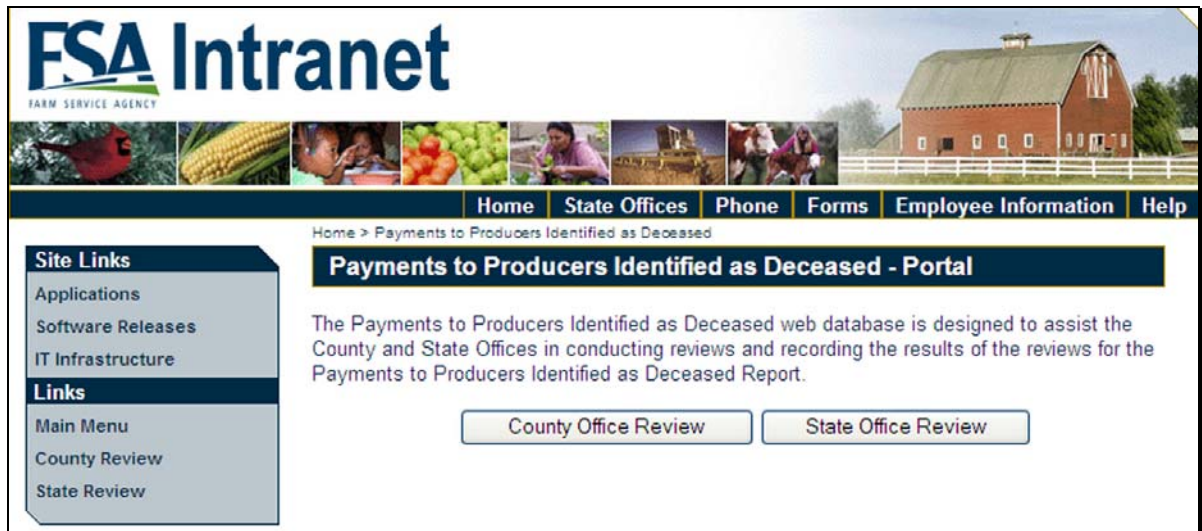 FSA Intranet
FARM SERVICE AGENCY
Home State Offices Phone Forms Employee Information Help
Home > Payments to Producers Identified as Deceased
Site Links
Applications
Software Releases
IT Infrastructure
Links
Main Menu
County Review
State Review
Payments to Producers Identified as Deceased - Portal
The Payments to Producers Identified as Deceased web database is designed to assist the
County and State Offices in conducting reviews and recording the results of the reviews for the
Payments to Producers Identified as Deceased Report.
County Office Review State Office Review